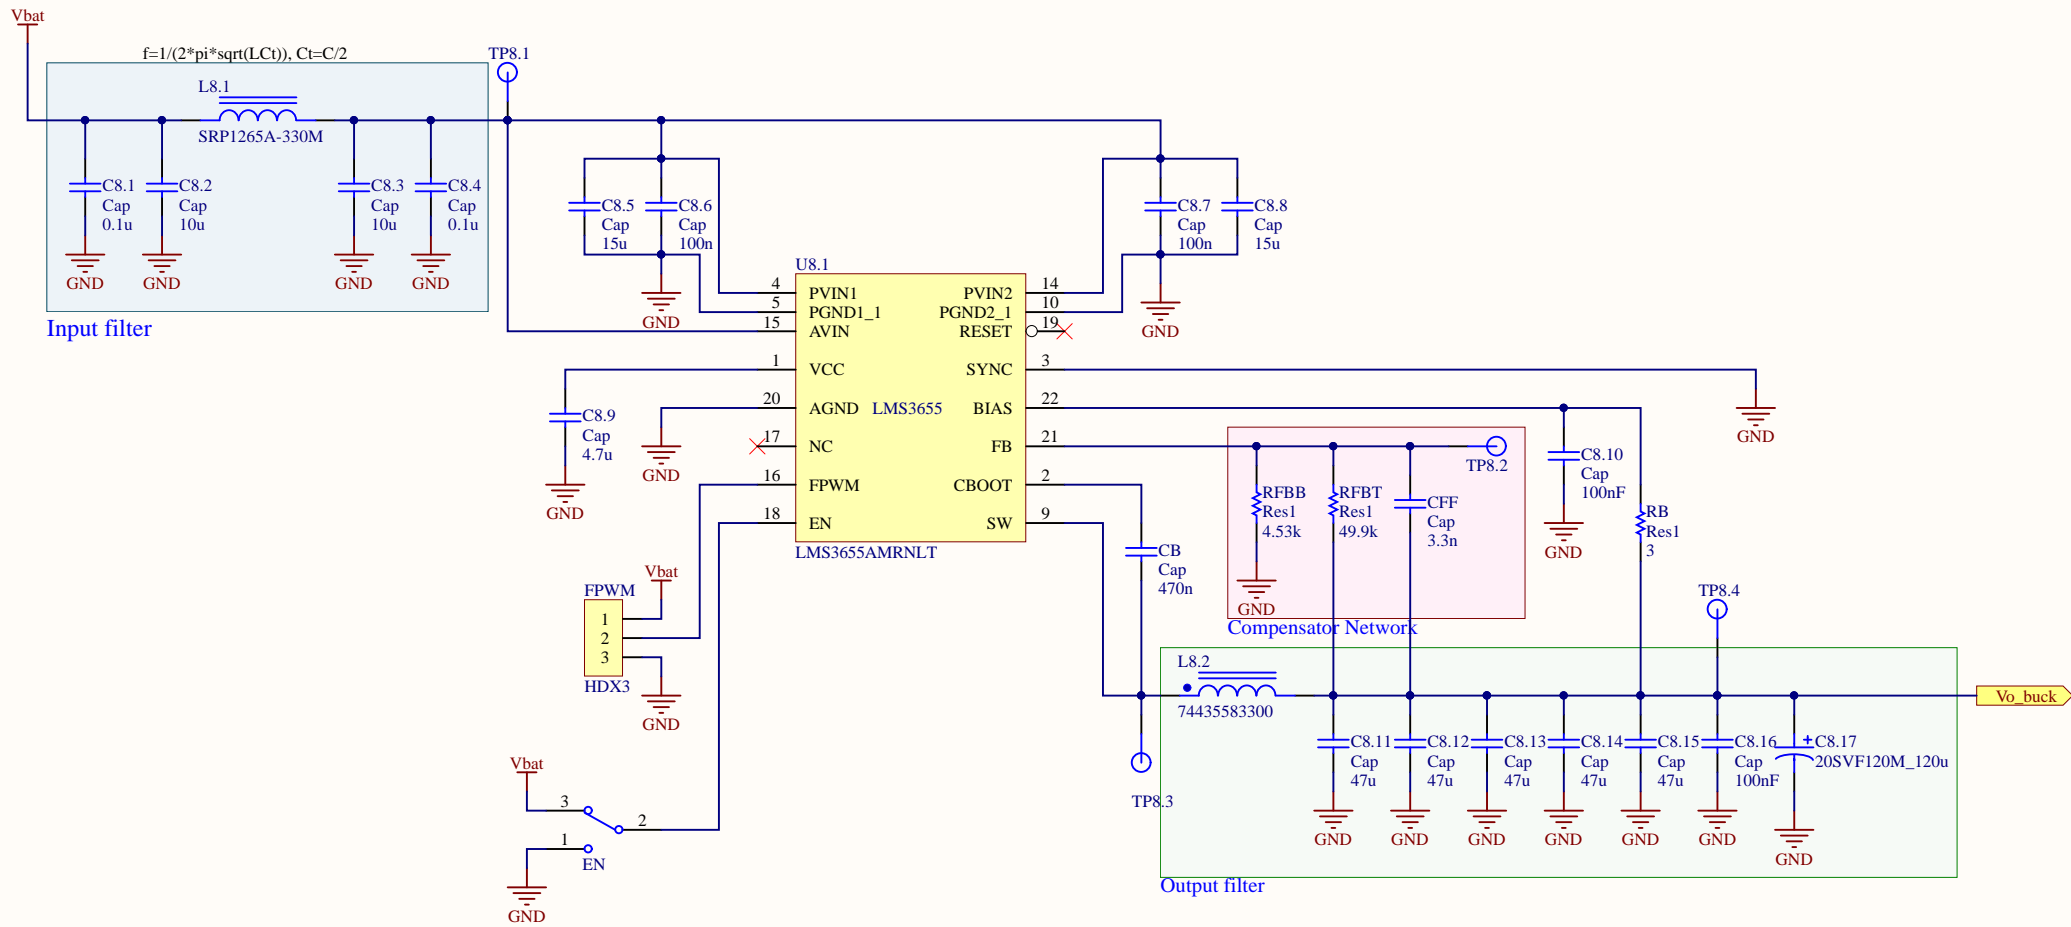 Vbat
f=1/(2*pi*sqrt(LCt)), Ct=C/2
TP8.1
L8.1
SRP1265A-330M
C8.1
Cap
0.1u
GND
C8.2
Cap
10u
GND
C8.3
Cap
10u
GND
C8.4
Cap
0.1u
GND
Input filter
C8.5
Cap
15u
C8.6
Cap
100n
GND
C8.7
Cap
100n
C8.8
Cap
15u
GND
U8.1
4 PVIN1
5 PGND1_1
15 AVIN
1 VCC
20 AGND
17 NC
16 FPWM
18 EN
LMS3655
PVIN2 14
PGND2_1 10
RESET 19
SYNC 3
BIAS 22
FB 21
CBOOT 2
SW 9
LMS3655AMRNLT
C8.9
Cap
4.7u
GND
GND
GND
TP8.2
RFBB
Res1
4.53k
GND
RFBT
Res1
49.9k
CFF
Cap
3.3n
Compensator Network
C8.10
Cap
100nF
GND
RB
Res1
3
CB
Cap
470n
Vbat
FPWM
1
2
3
HDX3
GND
TP8.4
L8.2
74435583300
Vo_buck
TP8.3
C8.11
Cap
47u
GND
C8.12
Cap
47u
GND
C8.13
Cap
47u
GND
C8.14
Cap
47u
GND
C8.15
Cap
47u
GND
C8.16
Cap
100nF
GND
+
C8.17
20SVF120M_120u
GND
Output filter
Vbat
3
2
1
EN
GND